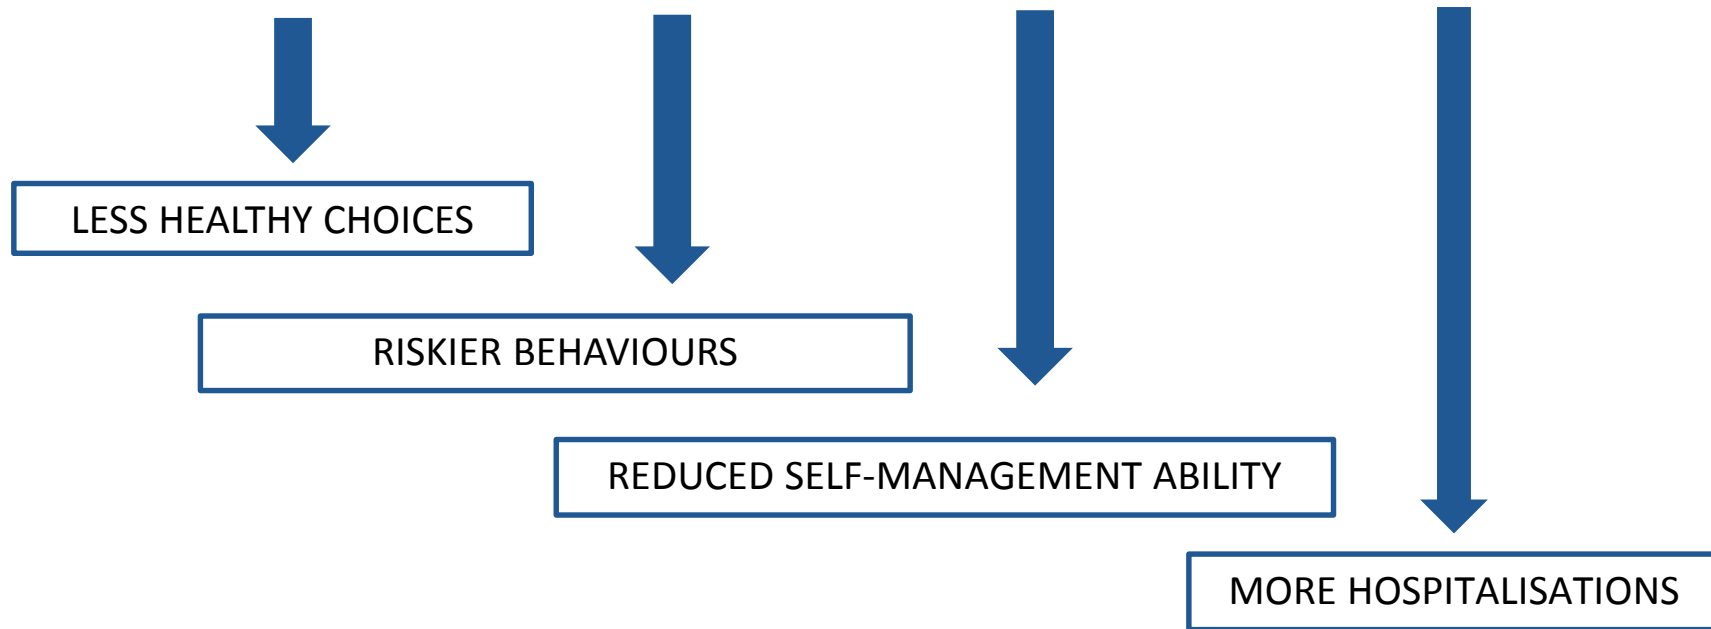 LESS HEALTHY CHOICES
RISKIER BEHAVIOURS
REDUCED SELF-MANAGEMENT ABILITY
MORE HOSPITALISATIONS